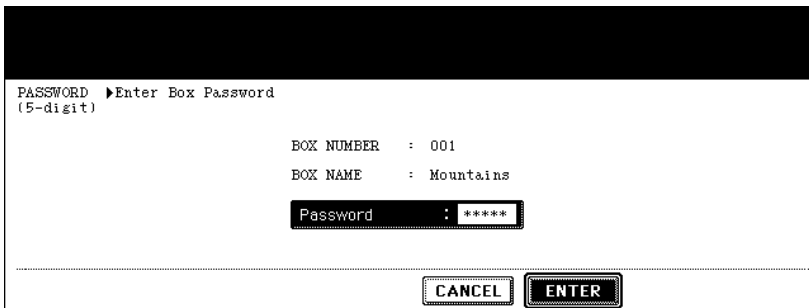 PASSWORD ▶Enter Box Password
(5-digit)
BOX NUMBER : 001
BOX NAME : Mountains
Password : *****
CANCEL ENTER